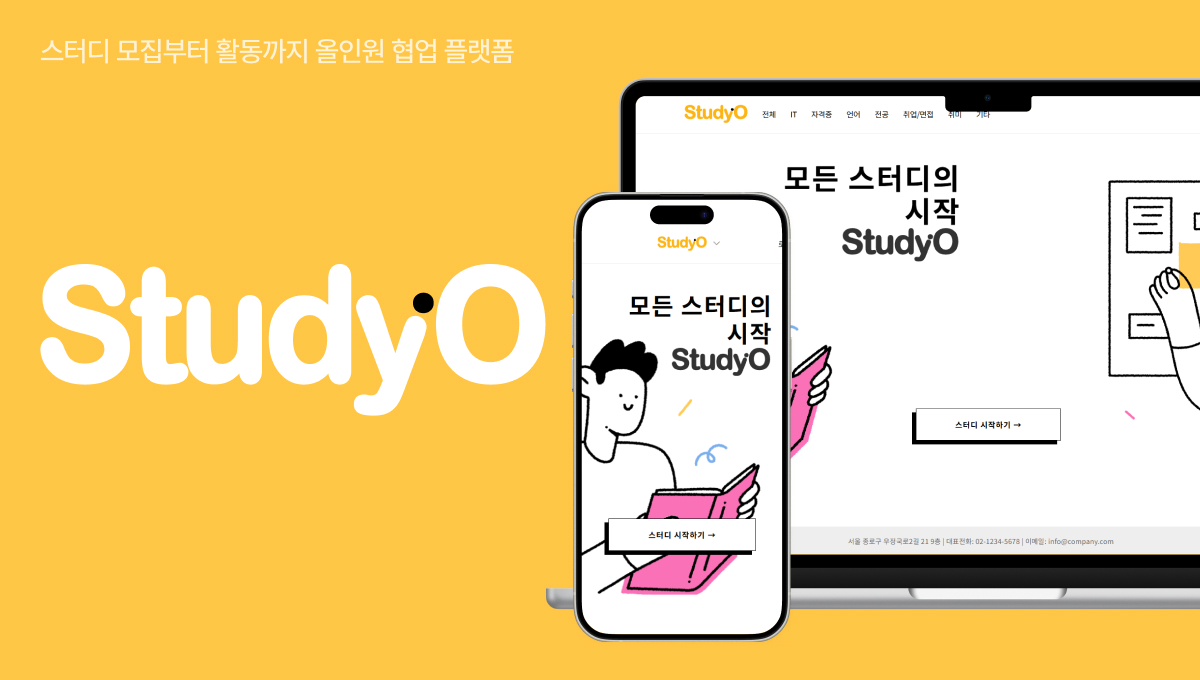 스터디 모집부터 활동까지 올인원 협업 플랫폼
StudyO
StudyO 전체 IT 자격증 언어 전공 취업/면접 취미 기타
모든 스터디의
시작
StudyO
스터디 시작하기 →
서울 종로구 우정국로2길 21 9층 | 대표전화: 02-1234-5678 | 이메일: info@company.com
StudyO
모든 스터디의
시작
StudyO
스터디 시작하기 →